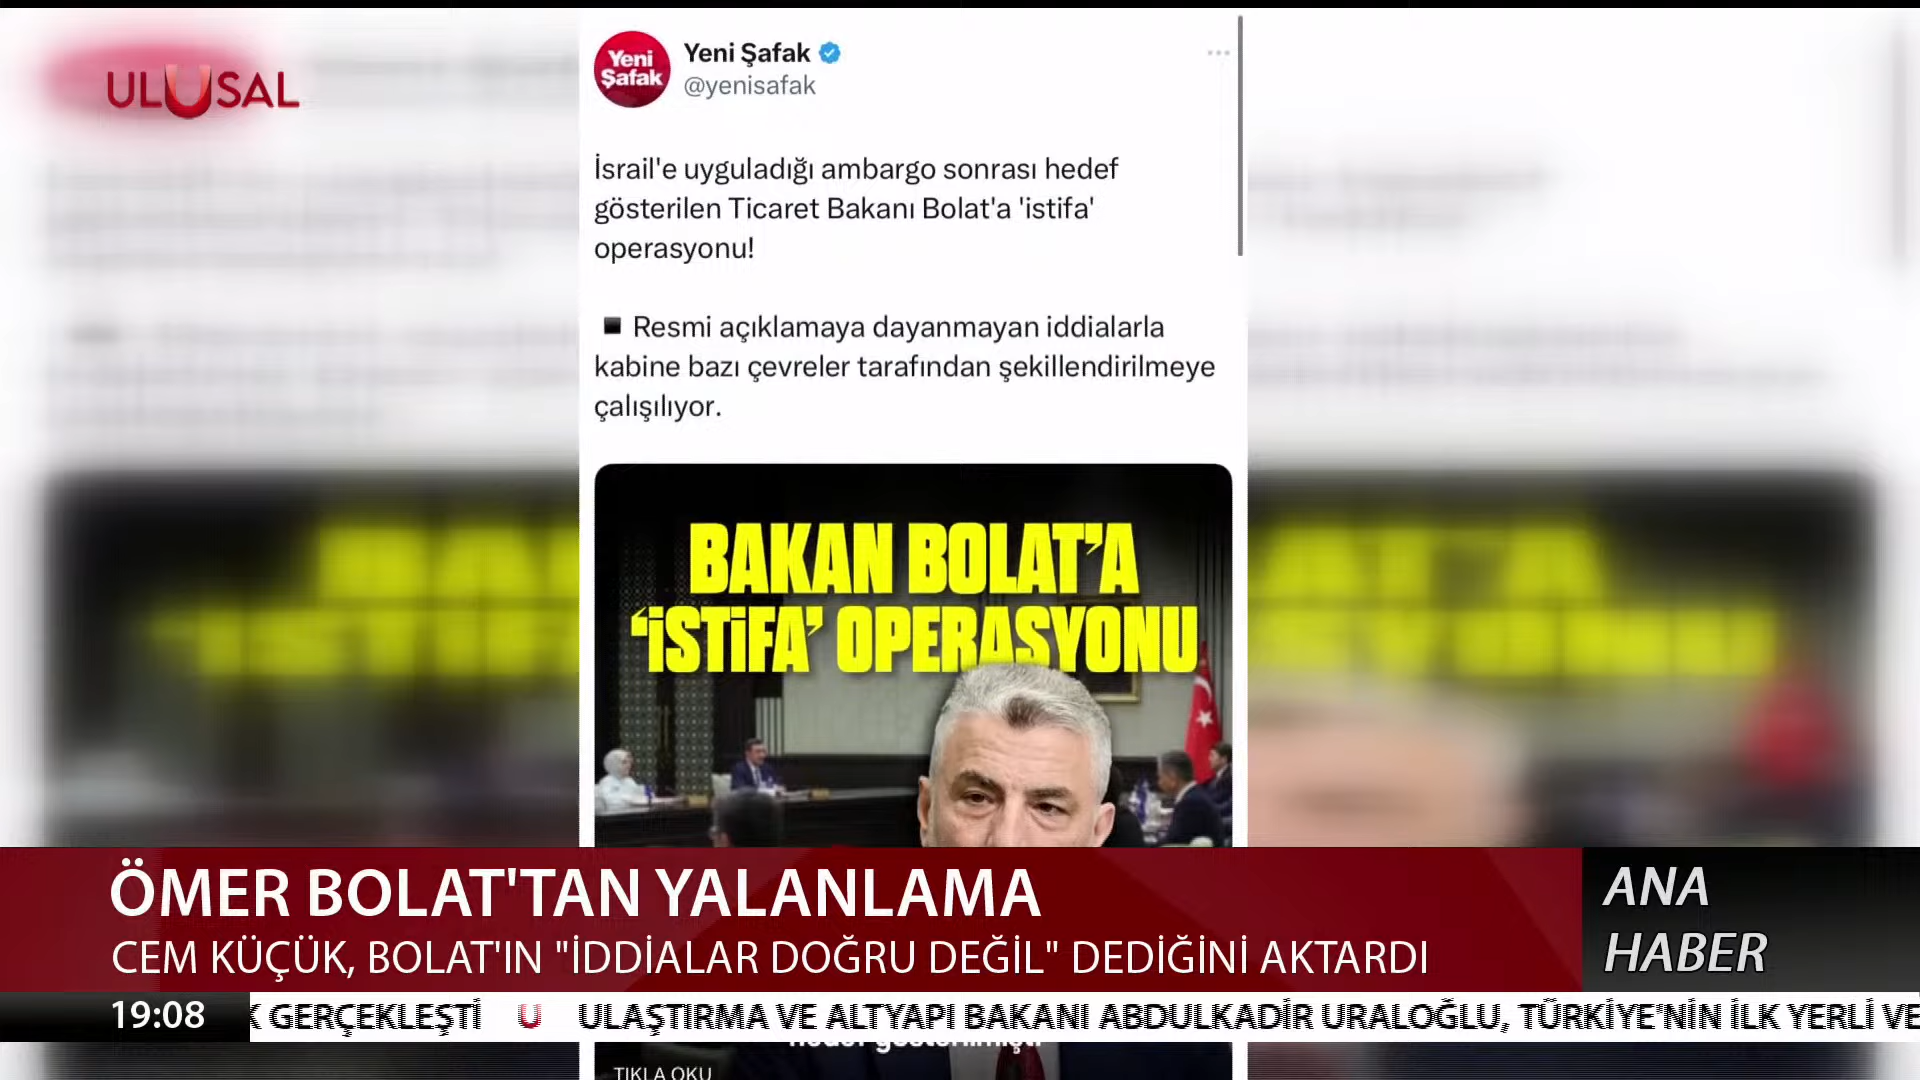 ULUSAL
Yeni Şafak
Yeni Şafak
@yenisafak
İsrail'e uyguladığı ambargo sonrası hedef
gösterilen Ticaret Bakanı Bolat'a 'istifa'
operasyonu!
▪ Resmi açıklamaya dayanmayan iddialarla
kabine bazı çevreler tarafından şekillendirilmeye
çalışılıyor.
BAKAN BOLAT'A
‘İSTİFA’ OPERASYONU
ÖMER BOLAT'TAN YALANLAMA
CEM KÜÇÜK, BOLAT'IN "İDDİALAR DOĞRU DEĞİL" DEDİĞİNİ AKTARDI
ANA
HABER
19:08
K GERÇEKLEŞTİ U ULAŞTIRMA VE ALTYAPI BAKANI ABDULKADİR URALOĞLU, TÜRKİYE'NİN İLK YERLİ VE
TIKLA OKU